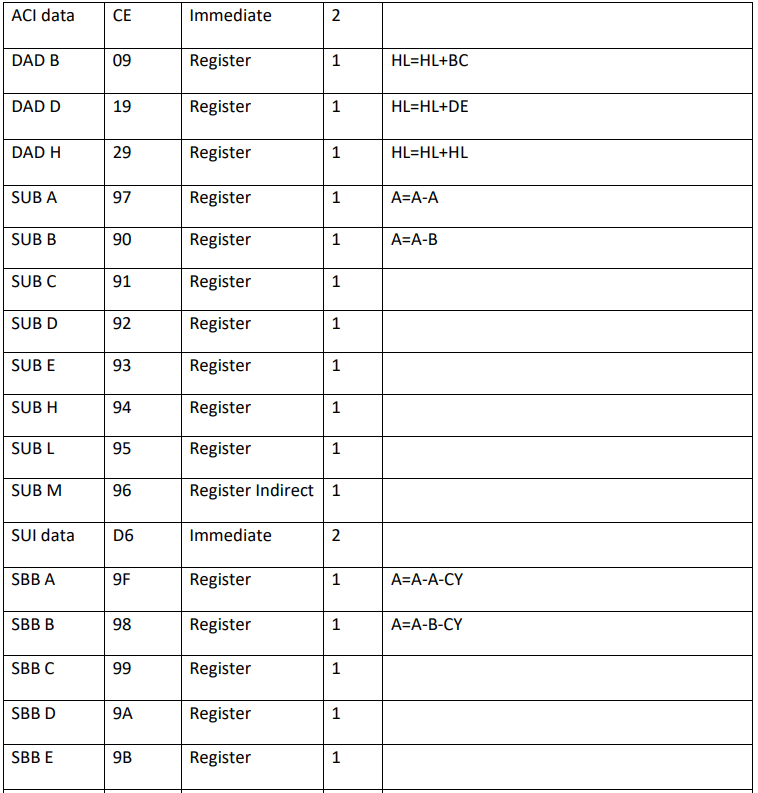 ACI data CE Immediate 2
DAD B 09 Register 1 HL=HL+BC
DAD D 19 Register 1 HL=HL+DE
DAD H 29 Register 1 HL=HL+HL
SUB A 97 Register 1 A=A-A
SUB B 90 Register 1 A=A-B
SUB C 91 Register 1
SUB D 92 Register 1
SUB E 93 Register 1
SUB H 94 Register 1
SUB L 95 Register 1
SUB M 96 Register Indirect 1
SUI data D6 Immediate 2
SBB A 9F Register 1 A=A-A-CY
SBB B 98 Register 1 A=A-B-CY
SBB C 99 Register 1
SBB D 9A Register 1
SBB E 9B Register 1